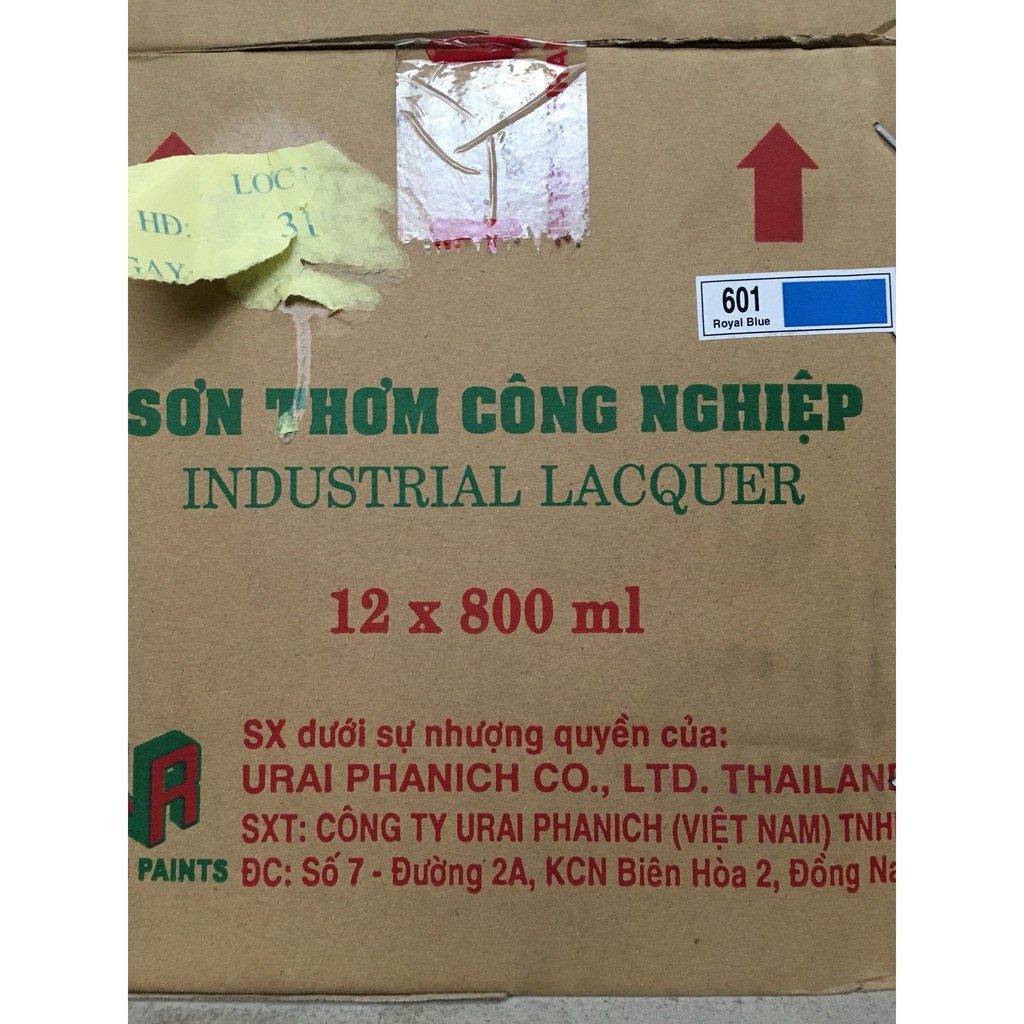 LOC
HĐ: 31
GAY
601
Royal Blue
SƠN THƠM CÔNG NGHIỆP
INDUSTRIAL LACQUER
12 x 800 ml
SX dưới sự nhượng quyền của:
URAI PHANICH CO., LTD. THAILAND
SXT: CÔNG TY URAI PHANICH (VIỆT NAM) TNH
R
PAINTS
ĐC: Số 7 - Đường 2A, KCN Biên Hòa 2, Đồng Na